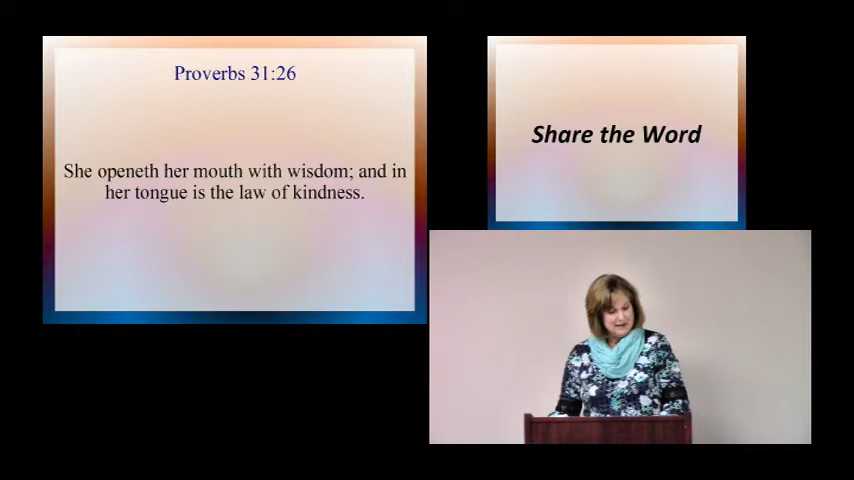 Proverbs 31:26
She openeth her mouth with wisdom; and in
her tongue is the law of kindness.
Share the Word